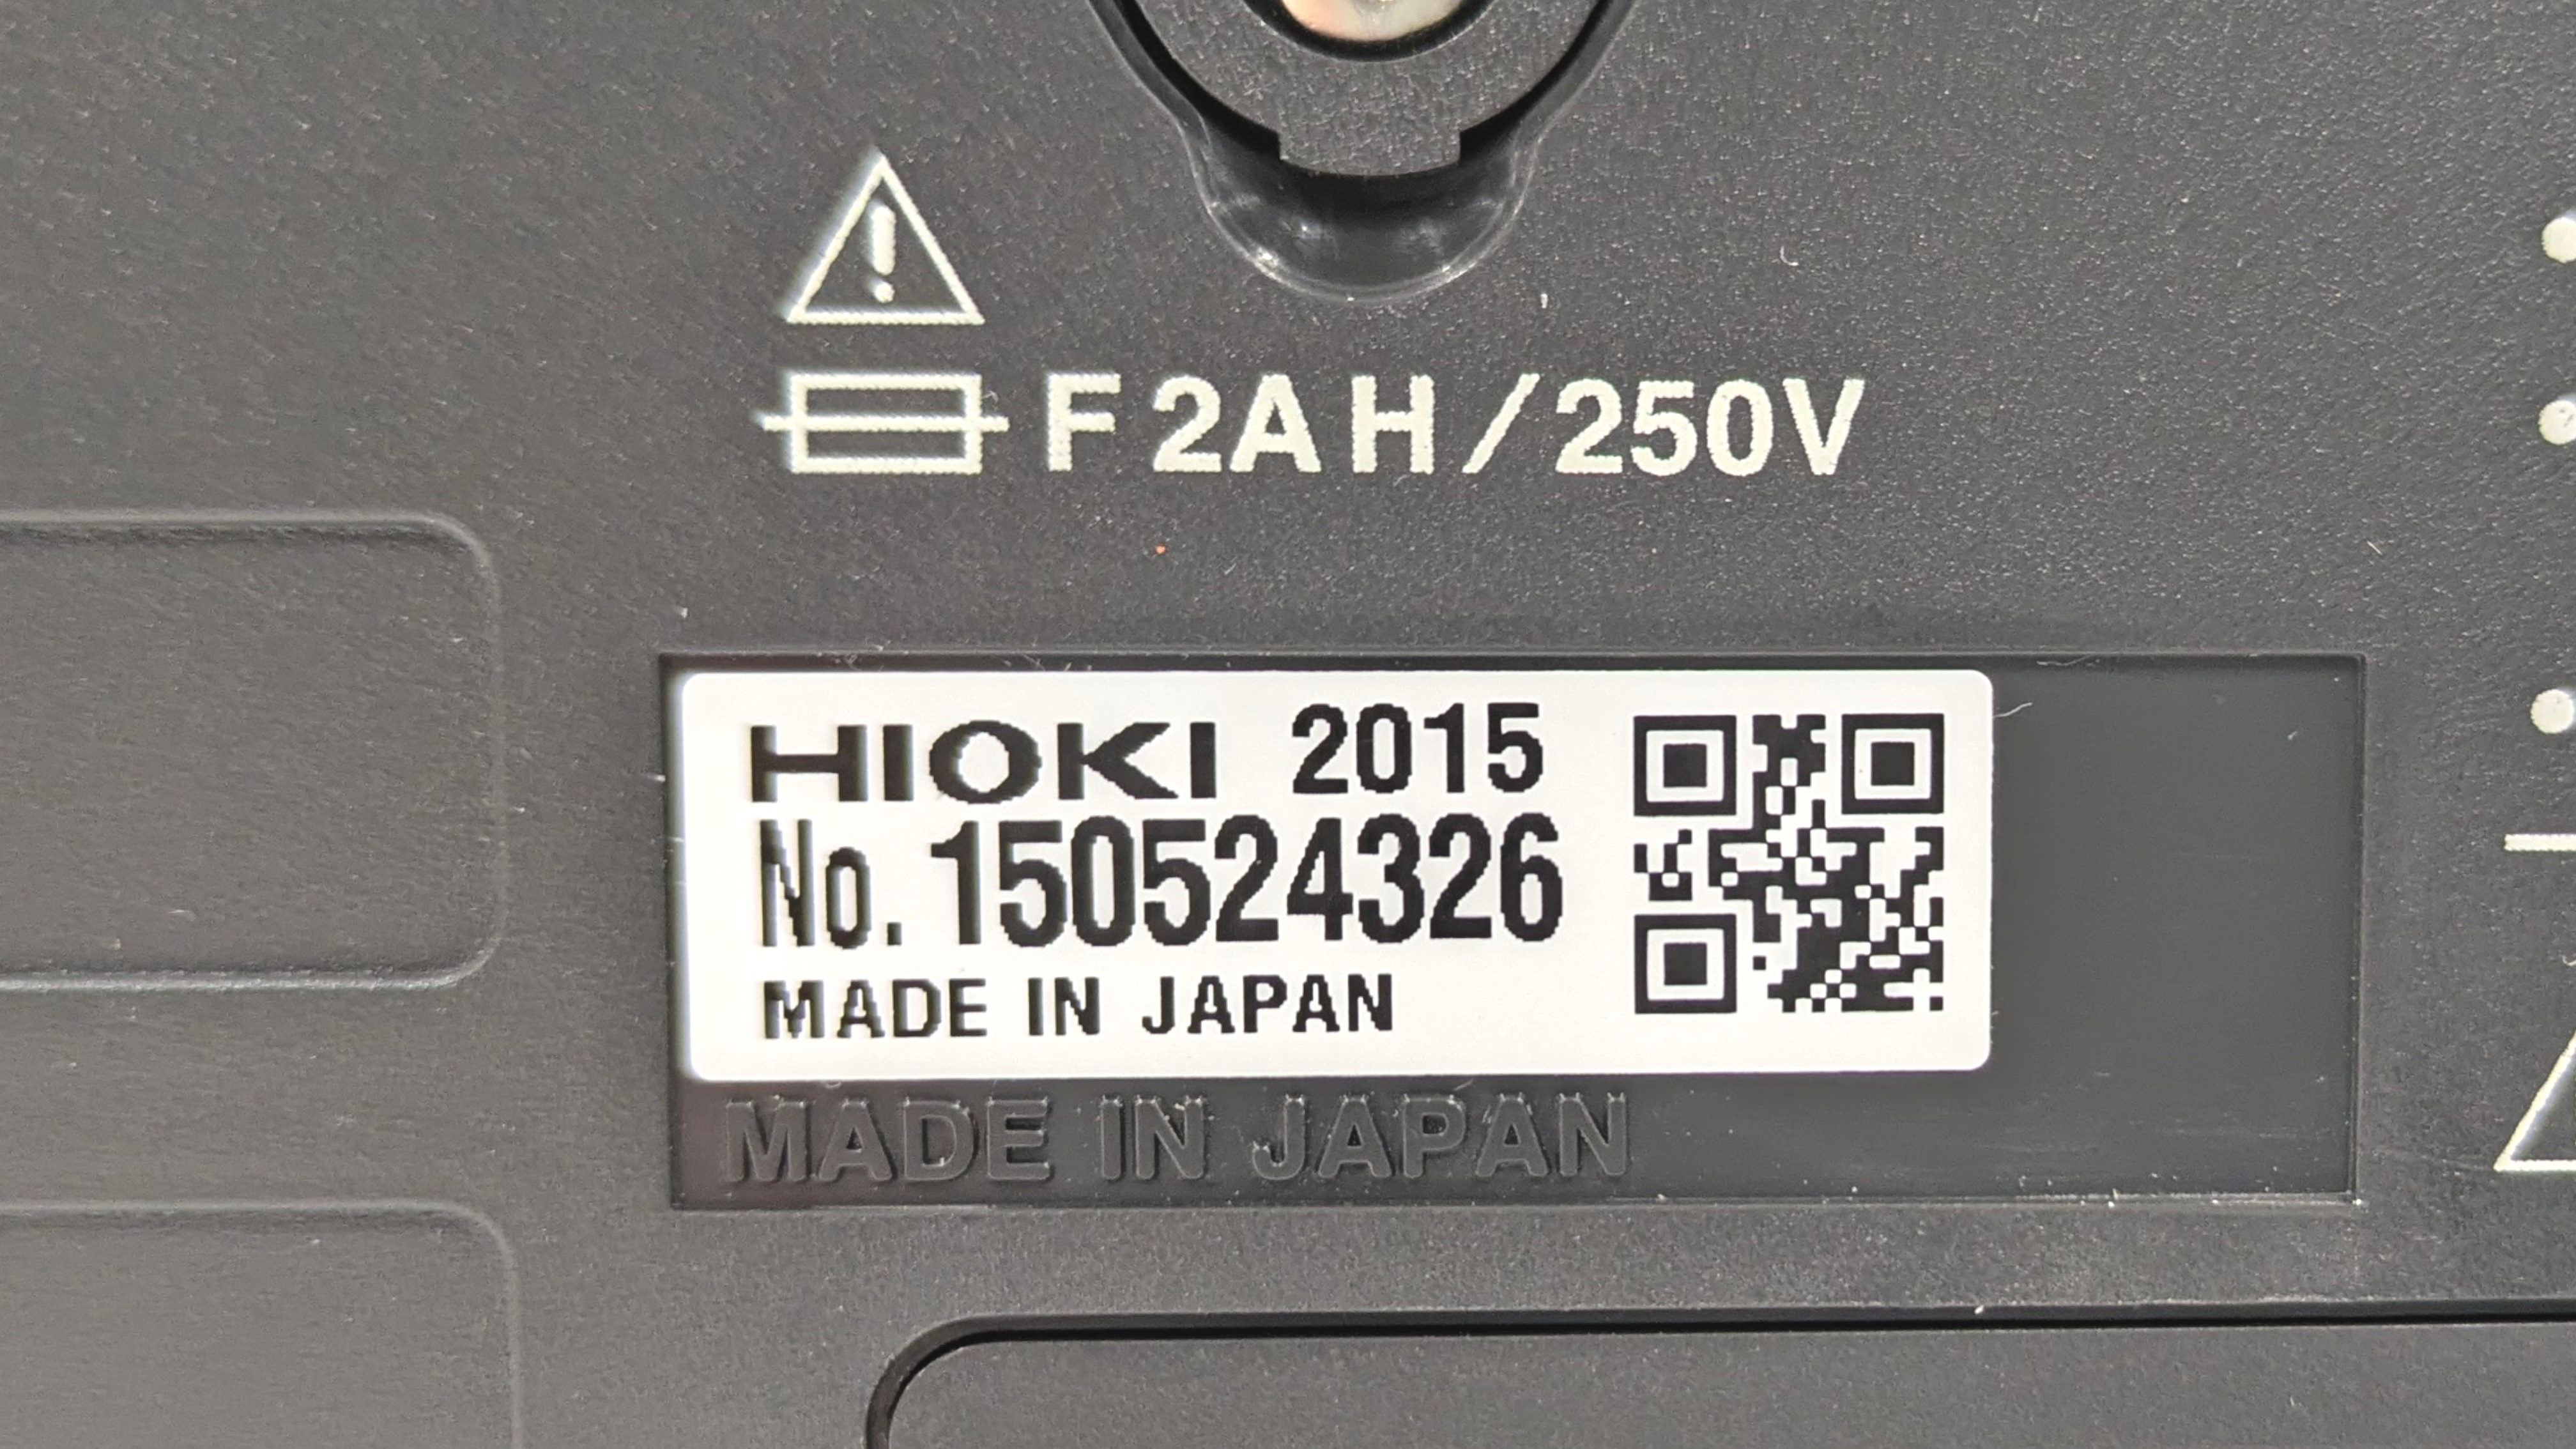 F2AH/250V
HIOKI 2015
No.150524326
MADE IN JAPAN
MADE IN JAPAN